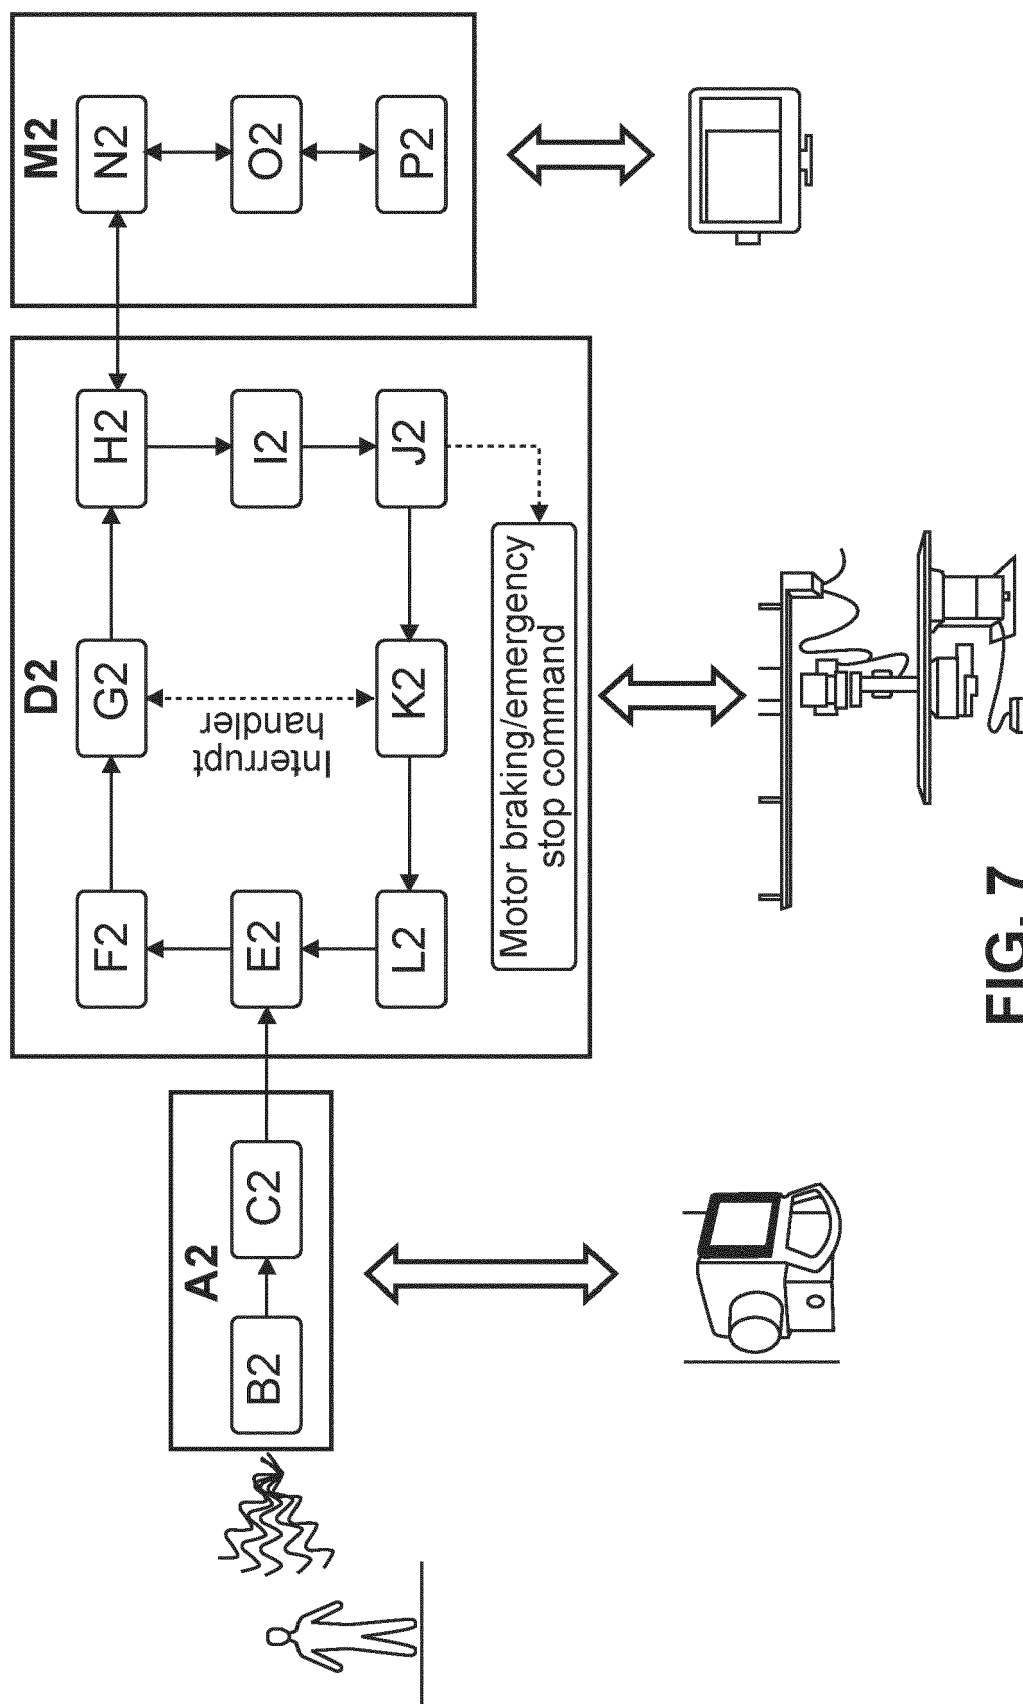 A2
B2
C2
D2
F2
G2
H2
E2
I2
L2
K2
J2
Interrupt
handler
Motor braking/emergency
stop command
M2
N2
O2
P2
FIG. 7